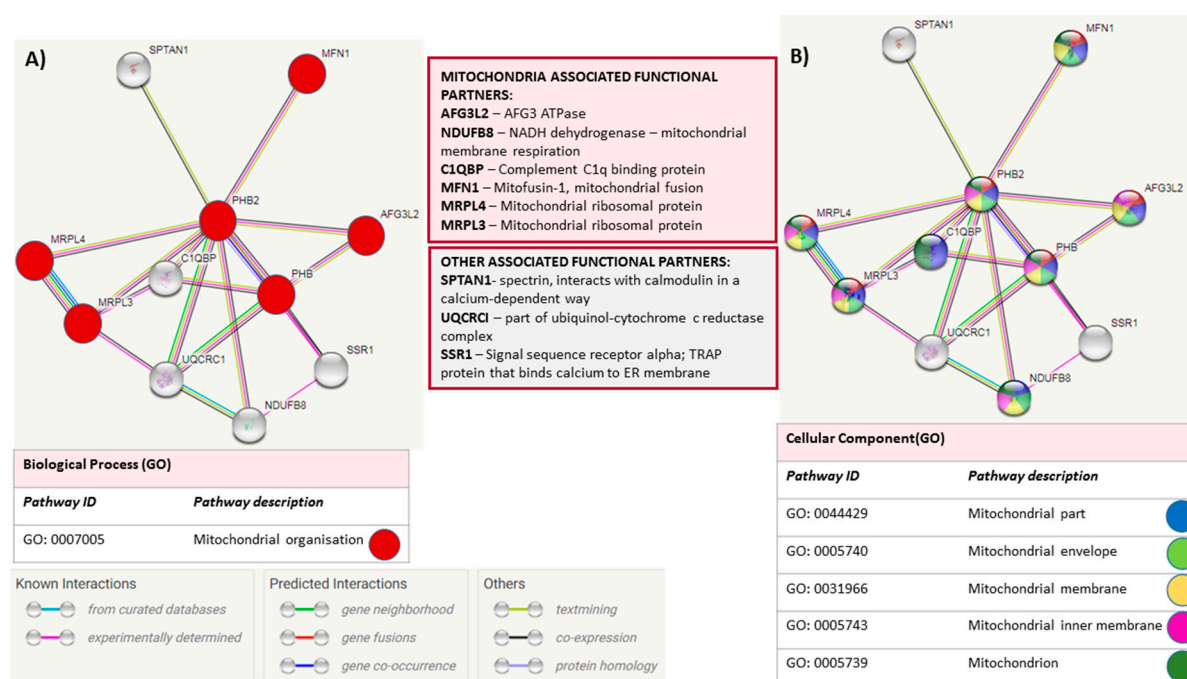 A)
SPTAN1
MFN1
PHB2
AFG3L2
MRPL4
C1QBP
PHB
MRPL3
SSR1
UQCRC1
NDUFB8
MITOCHONDRIA ASSOCIATED FUNCTIONAL
PARTNERS:
AFG3L2 – AFG3 ATPase
NDUFB8 – NADH dehydrogenase – mitochondrial
membrane respiration
C1QBP – Complement C1q binding protein
MFN1 – Mitofusin-1, mitochondrial fusion
MRPL4 – Mitochondrial ribosomal protein
MRPL3 – Mitochondrial ribosomal protein
OTHER ASSOCIATED FUNCTIONAL PARTNERS:
SPTAN1- spectrin, interacts with calmodulin in a
calcium-dependent way
UQCRCI – part of ubiquinol-cytochrome c reductase
complex
SSR1 – Signal sequence receptor alpha; TRAP
protein that binds calcium to ER membrane
B)
SPTAN1
MFN1
PHB2
AFG3L2
MRPL4
C1QBP
PHB
MRPL3
SSR1
UQCRC1
NDUFB8
Biological Process (GO)
Pathway ID Pathway description
GO: 0007005 Mitochondrial organisation
Known Interactions
from curated databases
experimentally determined
Predicted Interactions
gene neighborhood
gene fusions
gene co-occurrence
Others
textmining
co-expression
protein homology
Cellular Component(GO)
Pathway ID Pathway description
GO: 0044429 Mitochondrial part
GO: 0005740 Mitochondrial envelope
GO: 0031966 Mitochondrial membrane
GO: 0005743 Mitochondrial inner membrane
GO: 0005739 Mitochondrion